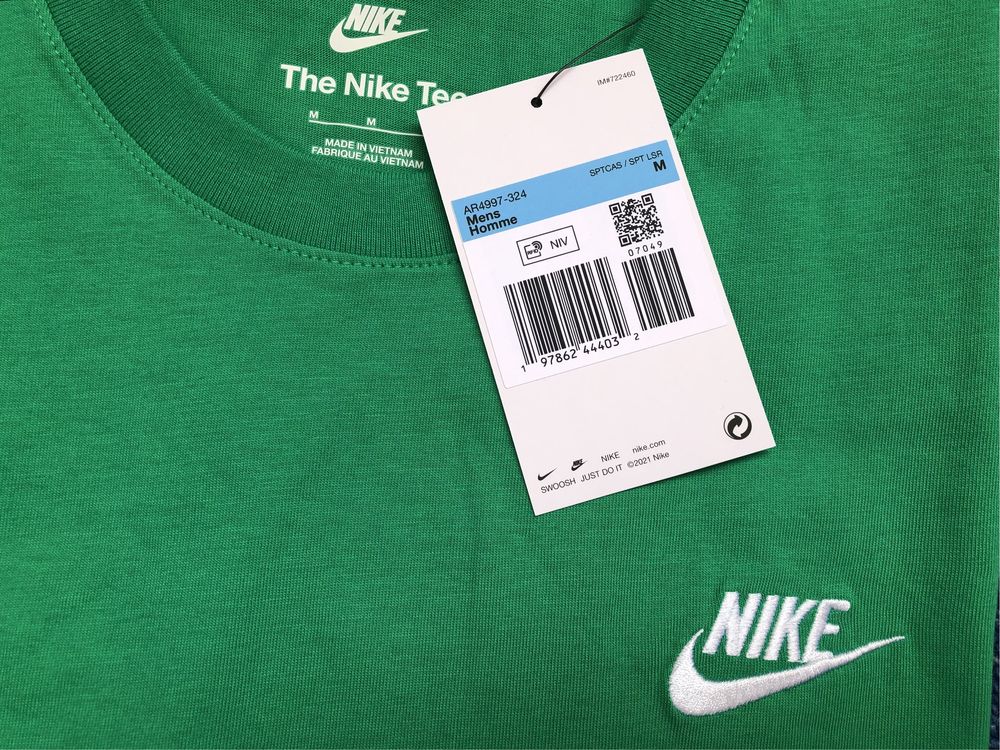 NIKE
The Nike Tee
M M
MADE IN VIETNAM
FABRIQUE AU VIETNAM
IM#722460
SPTCAS / SPT LSR
M
AR4997-324
Mens
Homme
RFID NIV
07049
1 97862 44403 2
NIKE nike.com
SWOOSH JUST DO IT ©2021 Nike
NIKE